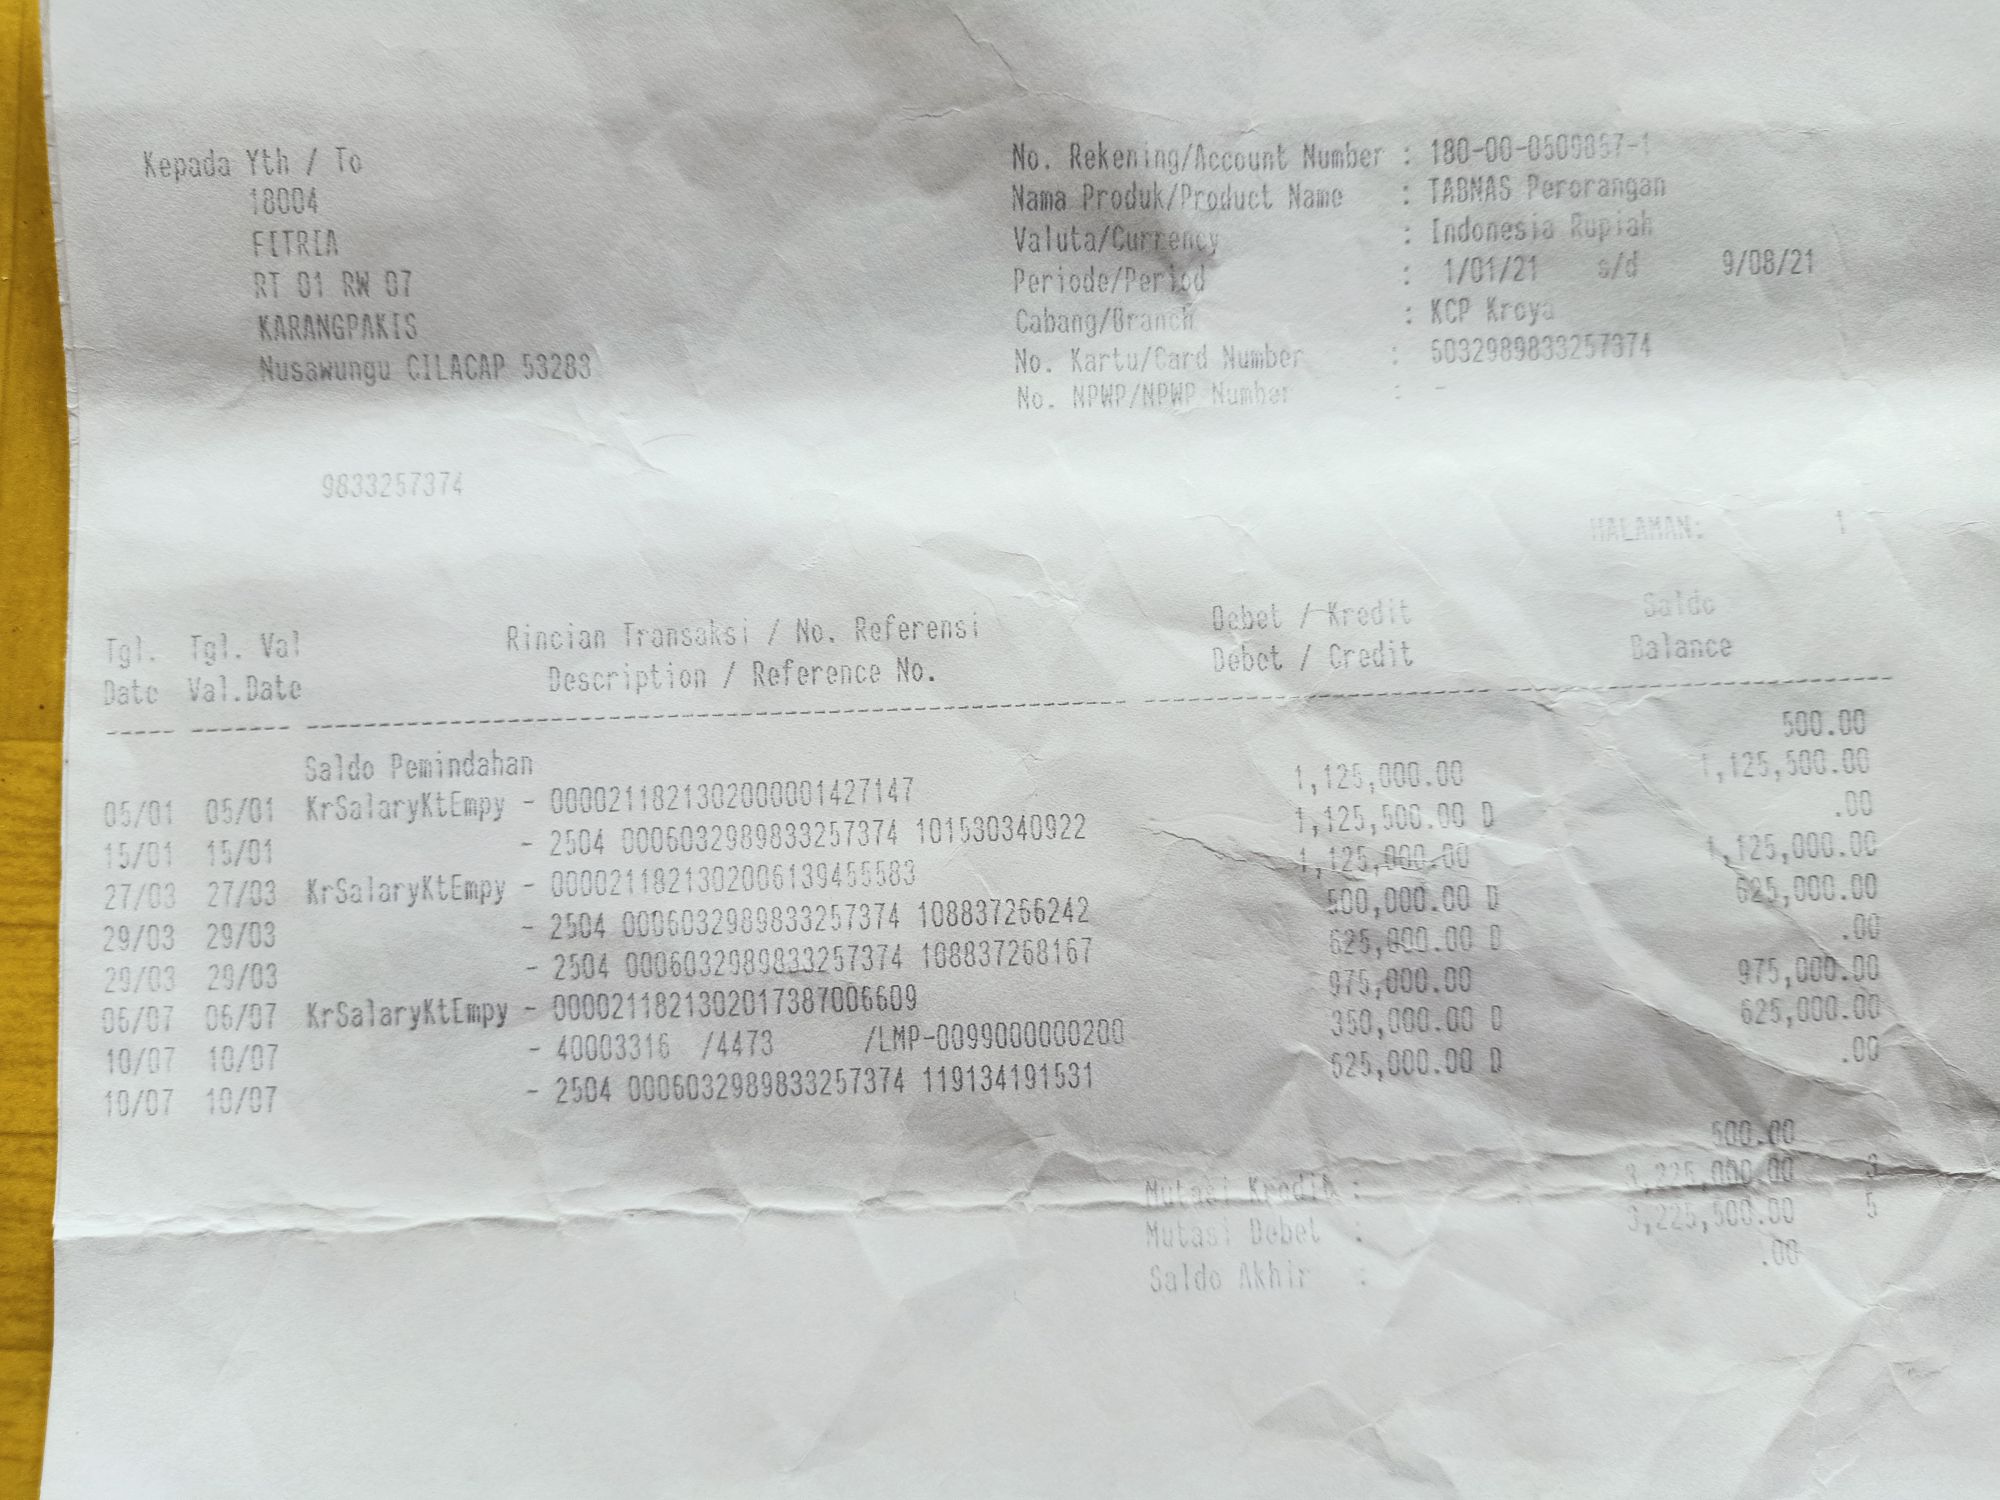 Kepada Yth / To
18004
FITRIA
RT 01 RW 07
KARANGPAKIS
Nusawungu CILACAP 53283
No. Rekening/Account Number : 180-00-0509857-1
Nama Produk/Product Name : TABNAS Perorangan
Valuta/Currency : Indonesia Rupiah
Periode/Period : 1/01/21 s/d 9/08/21
Cabang/Branch : KCP Kroya
No. Kartu/Card Number : 6032989833257374
No. NPWP/NPWP Number : -
9833257374
HALAMAN: 1
Tgl. Tgl. Val Rincian Transaksi / No. Referensi Debet / Kredit Saldo
Date Val.Date Description / Reference No. Debet / Credit Balance
Saldo Pemindahan 500.00
05/01 05/01 KrSalaryKtEmpy - 0000211821302000001427147 1,125,000.00 1,125,500.00
15/01 15/01 - 2504 0006032989833257374 101530340922 1,125,500.00 D .00
27/03 27/03 KrSalaryKtEmpy - 0000211821302006139455583 1,125,000.00 1,125,000.00
29/03 29/03 - 2504 0006032989833257374 108837266242 500,000.00 D 625,000.00
29/03 29/03 - 2504 0006032989833257374 108837268167 625,000.00 D .00
06/07 06/07 KrSalaryKtEmpy - 0000211821302017387006609 975,000.00 975,000.00
10/07 10/07 - 40003316 /4473 /LMP-0099000000200 350,000.00 D 625,000.00
10/07 10/07 - 2504 0006032989833257374 119134191531 625,000.00 D .00
500.00
Mutasi Kredit : 3,225,000.00 3
Mutasi Debet : 3,225,500.00 5
Saldo Akhir : .00